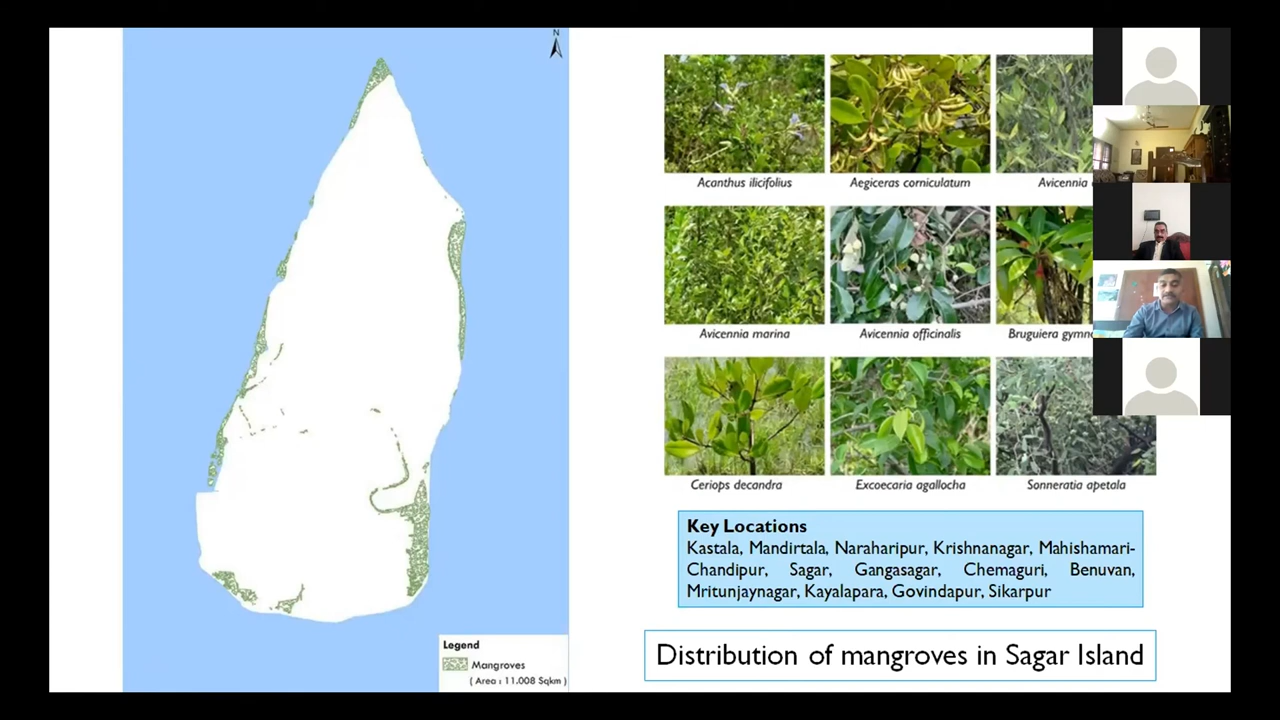 N
Acanthus ilicifolius
Aegiceras corniculatum
Avicennia
Avicennia marina
Avicennia officinalis
Bruguiera
Ceriops decandra
Excoecaria agallocha
Sonneratia apetala
Key Locations
Kastala, Mandirtala, Naraharipur, Krishnanagar, Mahishamari-
Chandipur, Sagar, Gangasagar, Chemaguri, Benuvan,
Mritunjaynagar, Kayalapara, Govindapur, Sikarpur
Legend
Mangroves
( Area : 11.008 Sqkm )
Distribution of mangroves in Sagar Island